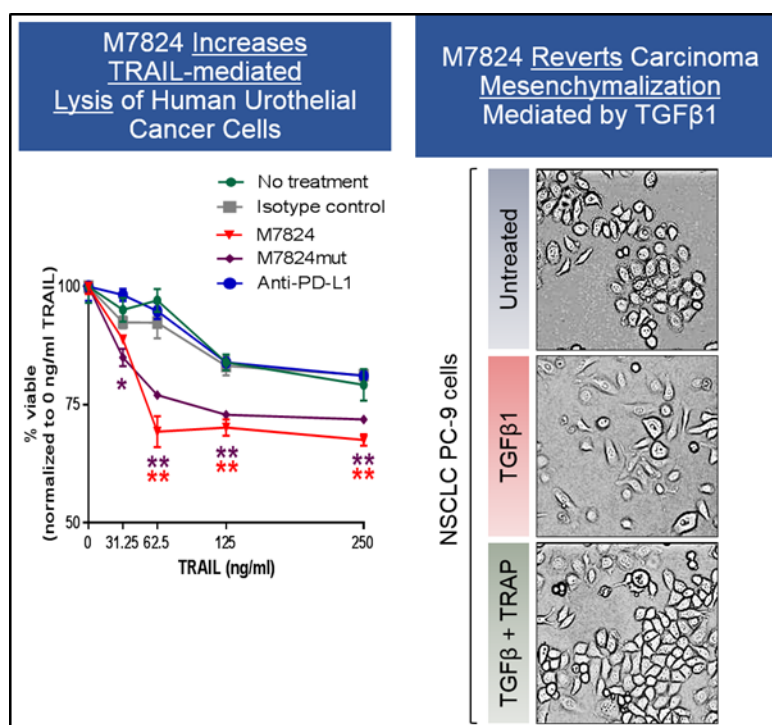 M7824 Increases
TRAIL-mediated
Lysis of Human Urothelial
Cancer Cells
No treatment
Isotype control
M7824
M7824mut
Anti-PD-L1
% viable
(normalized to 0 ng/ml TRAIL)
100
75
50
*
**
**
**
**
**
**
0
31.25
62.5
125
250
TRAIL (ng/ml)
M7824 Reverts Carcinoma
Mesenchymalization
Mediated by TGFβ1
NSCLC PC-9 cells
Untreated
TGFβ1
TGFβ + TRAP